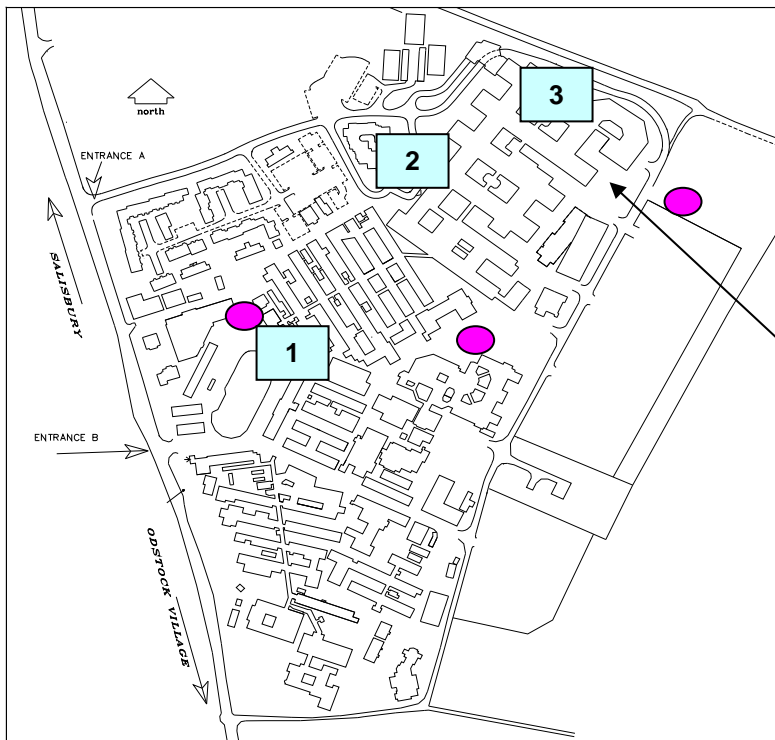 3
north
2
ENTRANCE A
SALISBURY
1
ENTRANCE B
ODSTOCK VILLAGE